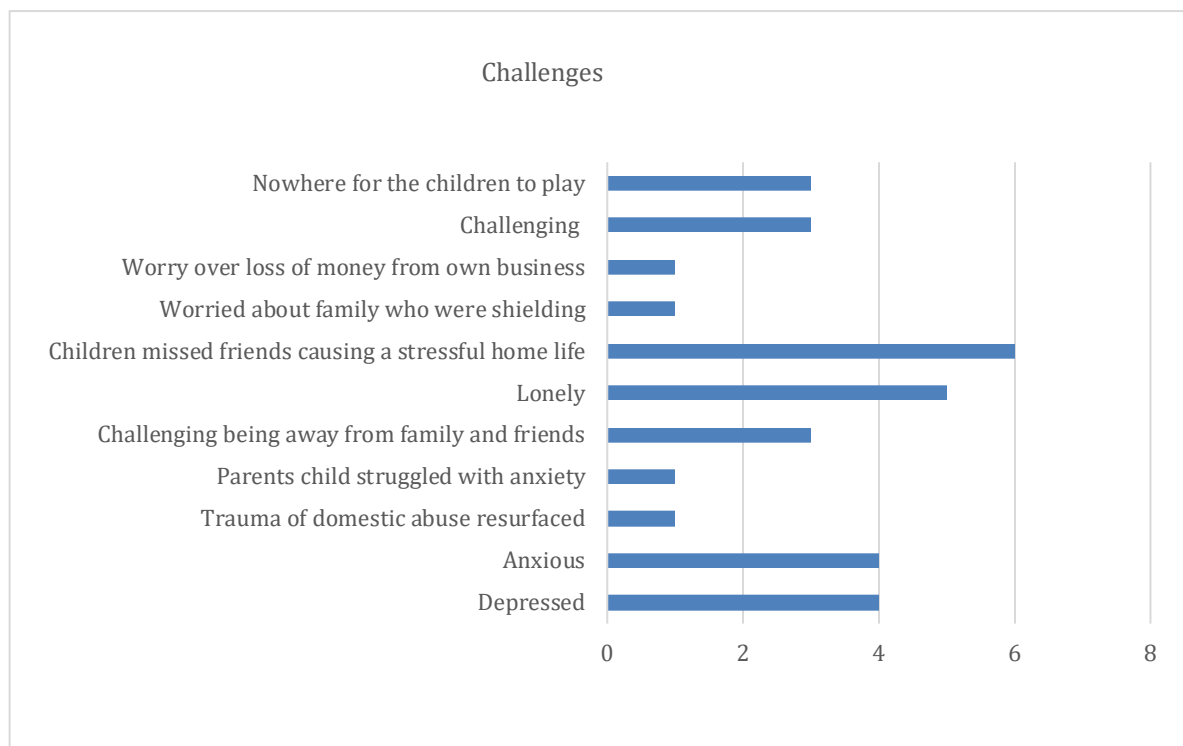 Challenges
Nowhere for the children to play
Challenging
Worry over loss of money from own business
Worried about family who were shielding
Children missed friends causing a stressful home life
Lonely
Challenging being away from family and friends
Parents child struggled with anxiety
Trauma of domestic abuse resurfaced
Anxious
Depressed
0 2 4 6 8